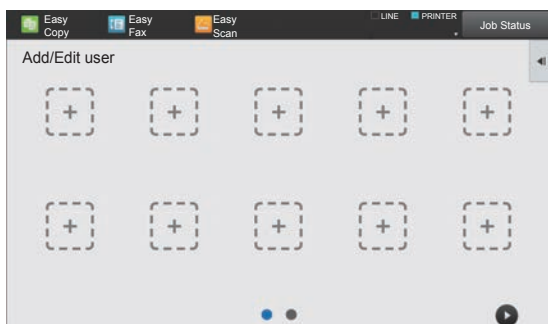 Easy
Copy
Easy
Fax
Easy
Scan
LINE
PRINTER
Job Status
Add/Edit user